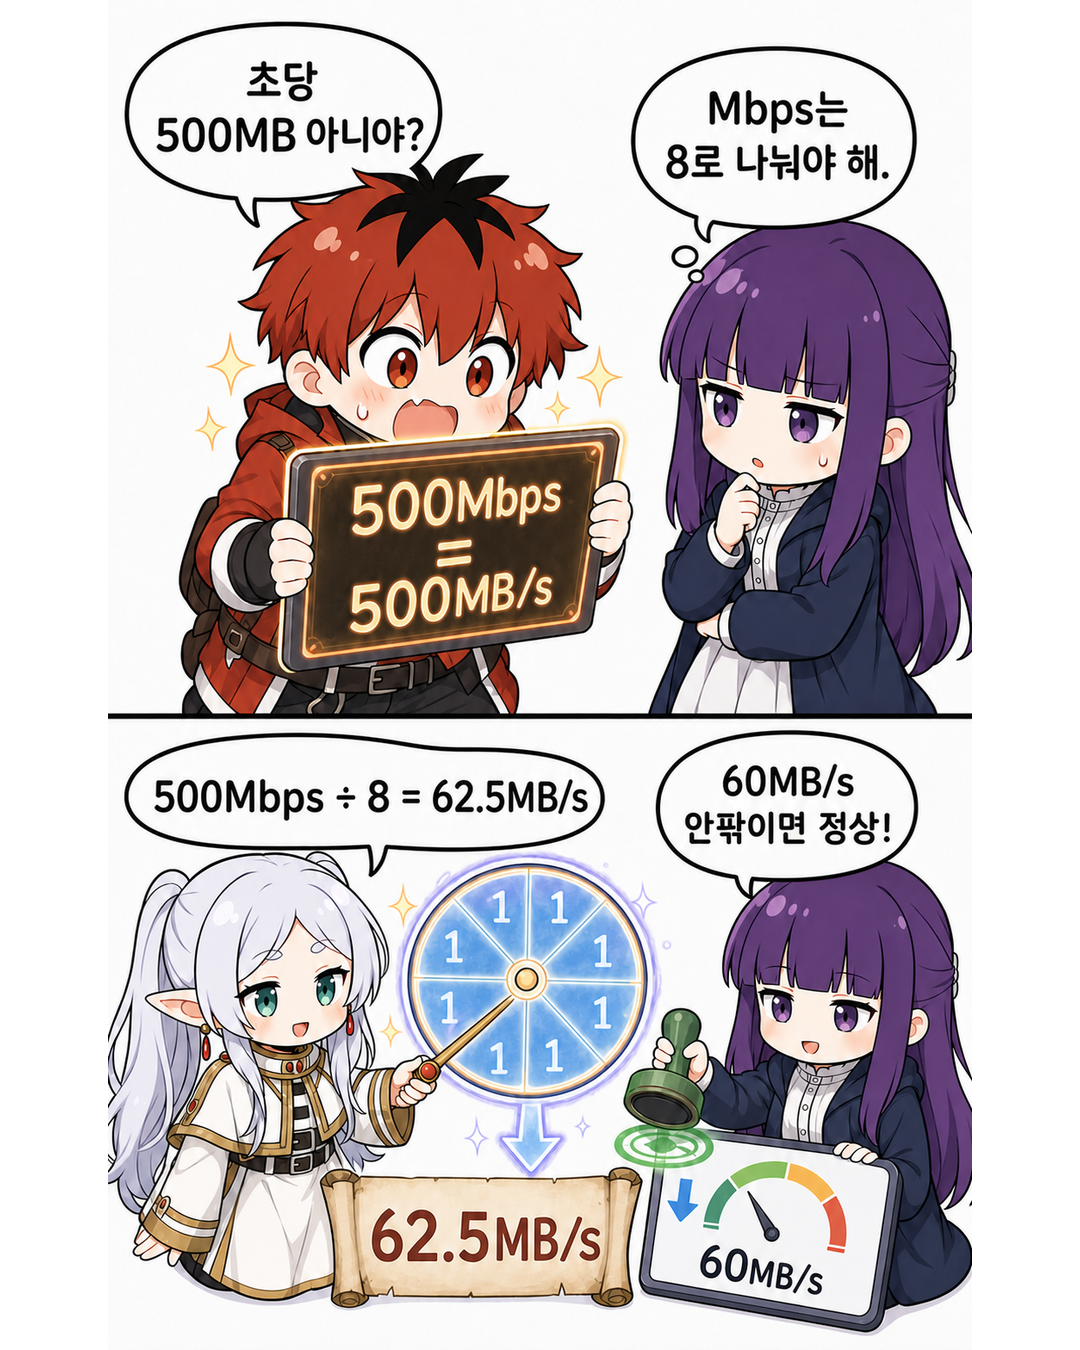 초당
500MB 아니야?
Mbps는
8로 나눠야 해.
500Mbps
=
500MB/s
500Mbps ÷ 8 = 62.5MB/s
60MB/s
안팎이면 정상!
1 1
1 1
1 1
1 1
62.5MB/s
60MB/s